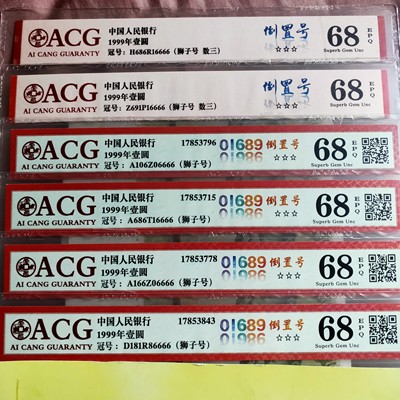 ACG
AI CANG GUARANTY
中国人民银行
1999年壹圆
冠号：H686R16666（狮子号 数三）
倒置号
☆☆☆
68 EPQ
Superb Gem Unc
ACG
AI CANG GUARANTY
中国人民银行
1999年壹圆
冠号：Z691P16666（狮子号 数三）
倒置号
☆☆☆
68 EPQ
Superb Gem Unc
ACG
AI CANG GUARANTY
中国人民银行 17853796
1999年壹圆
冠号：A106Z06666（狮子号）
01689 倒置号
☆☆☆
68 EPQ
Superb Gem Unc
ACG
AI CANG GUARANTY
中国人民银行 17853715
1999年壹圆
冠号：A686T16666（狮子号）
01689 倒置号
☆☆☆
68 EPQ
Superb Gem Unc
ACG
AI CANG GUARANTY
中国人民银行 17853778
1999年壹圆
冠号：A166Z06666（狮子号）
01689 倒置号
☆☆☆
68 EPQ
Superb Gem Unc
ACG
AI CANG GUARANTY
中国人民银行 17853843
1999年壹圆
冠号：D181R86666（狮子号）
01689 倒置号
☆☆☆
68 EPQ
Superb Gem Unc